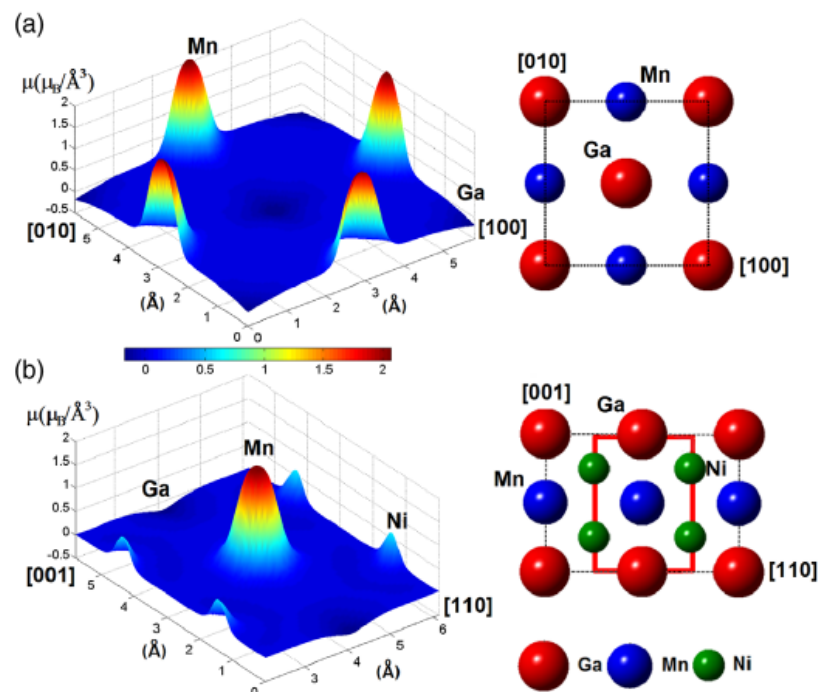 (a)
Mn
μ(μB/Å³)
2
1.5
1
0.5
0
-0.5
[010]
5
4
3
2
1
0
(Å)
Ga
[100]
0
1
2
3
4
5
(Å)
[010]
Mn
Ga
[100]
0 0.5 1 1.5 2
(b)
μ(μB/Å³)
2
1.5
1
0.5
0
-0.5
Mn
Ga
Ni
[001]
5
4
3
2
1
0
(Å)
[110]
3
4
5
6
(Å)
[001]
Ga
Mn
Ni
[110]
Ga Mn Ni